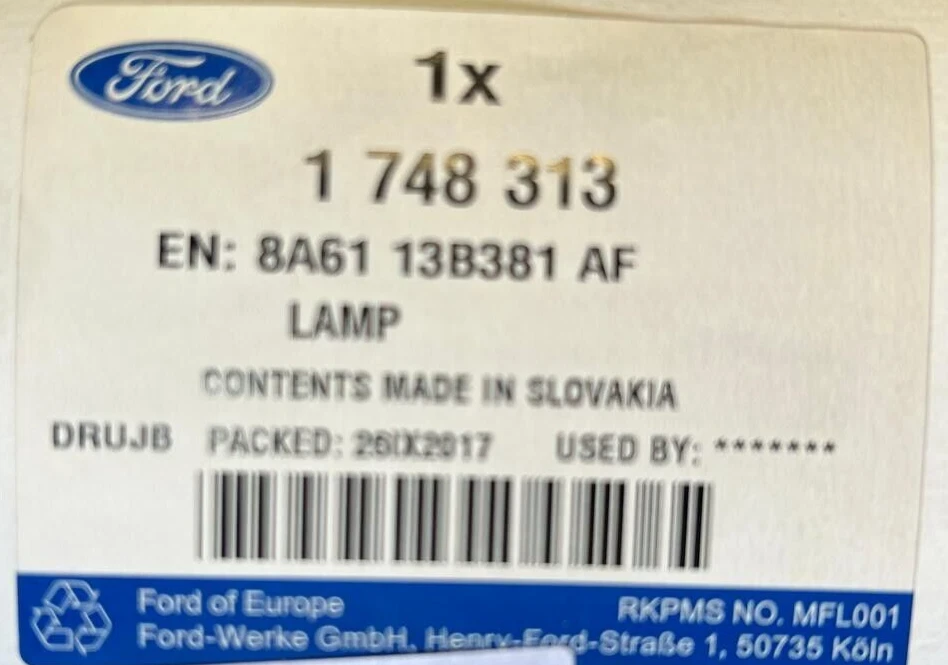 Ford
1x
1 748 313
EN: 8A61 13B381 AF
LAMP
CONTENTS MADE IN SLOVAKIA
DRUJB PACKED: 26IX2017 USED BY: *******
Ford of Europe
RKPMS NO. MFL001
Ford-Werke GmbH, Henry-Ford-Straße 1, 50735 Köln